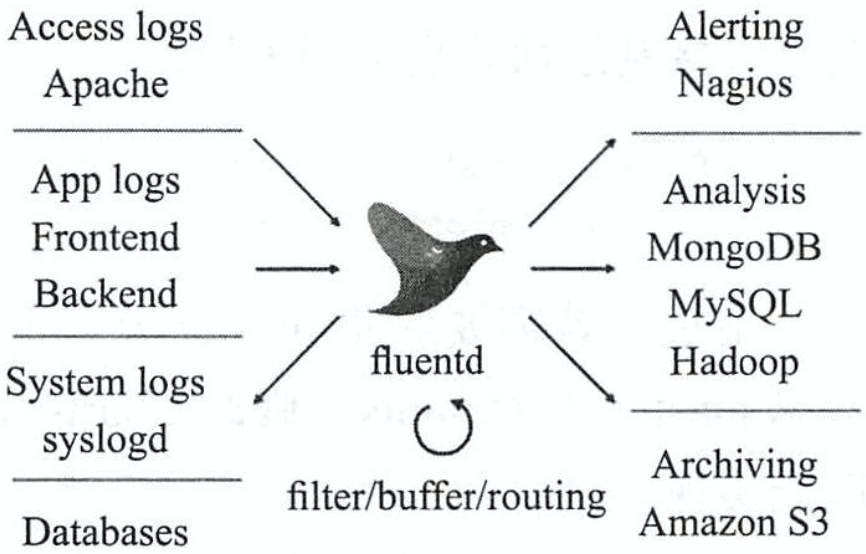 Access logs
Apache
App logs
Frontend
Backend
System logs
syslogd
Databases
fluentd
filter/buffer/routing
Alerting
Nagios
Analysis
MongoDB
MySQL
Hadoop
Archiving
Amazon S3